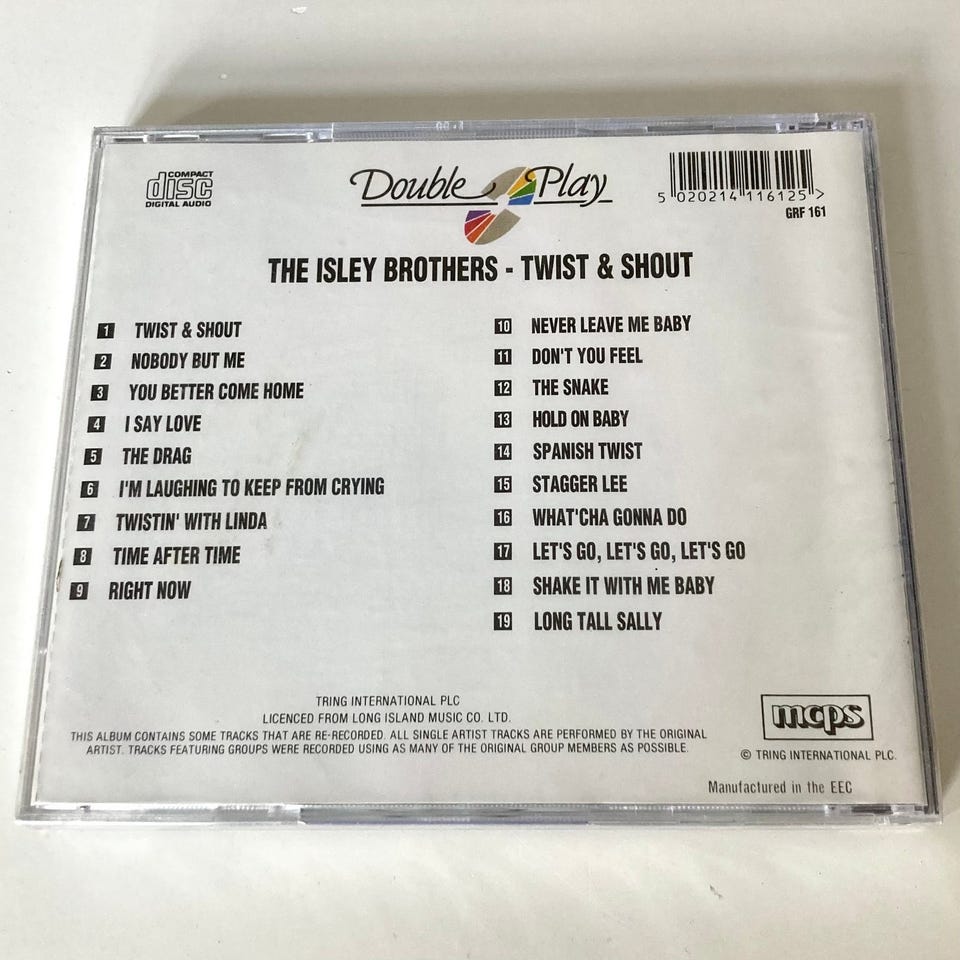 COMPACT
disc
DIGITAL AUDIO
Double Play
5 020214 116125 >
GRF 161
THE ISLEY BROTHERS - TWIST & SHOUT
1 TWIST & SHOUT
2 NOBODY BUT ME
3 YOU BETTER COME HOME
4 I SAY LOVE
5 THE DRAG
6 I'M LAUGHING TO KEEP FROM CRYING
7 TWISTIN' WITH LINDA
8 TIME AFTER TIME
9 RIGHT NOW
10 NEVER LEAVE ME BABY
11 DON'T YOU FEEL
12 THE SNAKE
13 HOLD ON BABY
14 SPANISH TWIST
15 STAGGER LEE
16 WHAT'CHA GONNA DO
17 LET'S GO, LET'S GO, LET'S GO
18 SHAKE IT WITH ME BABY
19 LONG TALL SALLY
TRING INTERNATIONAL PLC
LICENCED FROM LONG ISLAND MUSIC CO. LTD.
THIS ALBUM CONTAINS SOME TRACKS THAT ARE RE-RECORDED. ALL SINGLE ARTIST TRACKS ARE PERFORMED BY THE ORIGINAL
ARTIST. TRACKS FEATURING GROUPS WERE RECORDED USING AS MANY OF THE ORIGINAL GROUP MEMBERS AS POSSIBLE.
mcps
© TRING INTERNATIONAL PLC.
Manufactured in the EEC